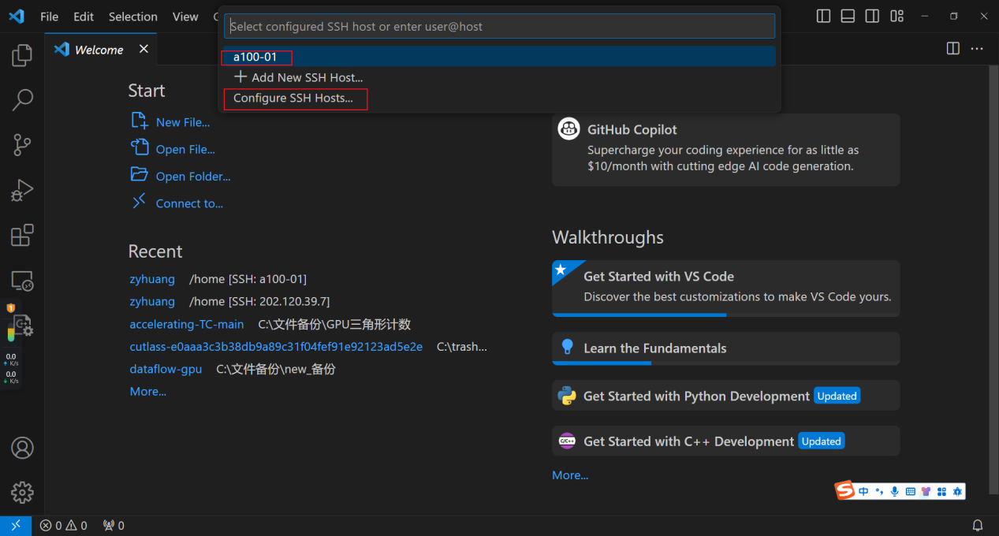 File Edit Selection View
Select configured SSH host or enter user@host
a100-01
Add New SSH Host...
Configure SSH Hosts...
Welcome
Start
New File...
Open File...
Open Folder...
Connect to...
Recent
zyhuang /home [SSH: a100-01]
zyhuang /home [SSH: 202.120.39.7]
accelerating-TC-main C:\文件备份\GPU三角形计数
cutlass-e0aaa3c3b38db9a89c31f04fef91e92123ad5e2e C:\trash...
dataflow-gpu C:\文件备份\new_备份
More...
GitHub Copilot
Supercharge your coding experience for as little as
$10/month with cutting edge AI code generation.
Walkthroughs
Get Started with VS Code
Discover the best customizations to make VS Code yours.
Learn the Fundamentals
Get Started with Python Development Updated
C/C++ Get Started with C++ Development Updated
More...
1
C++
0.0
K/s
0.0
K/s
S 中
0 0 0